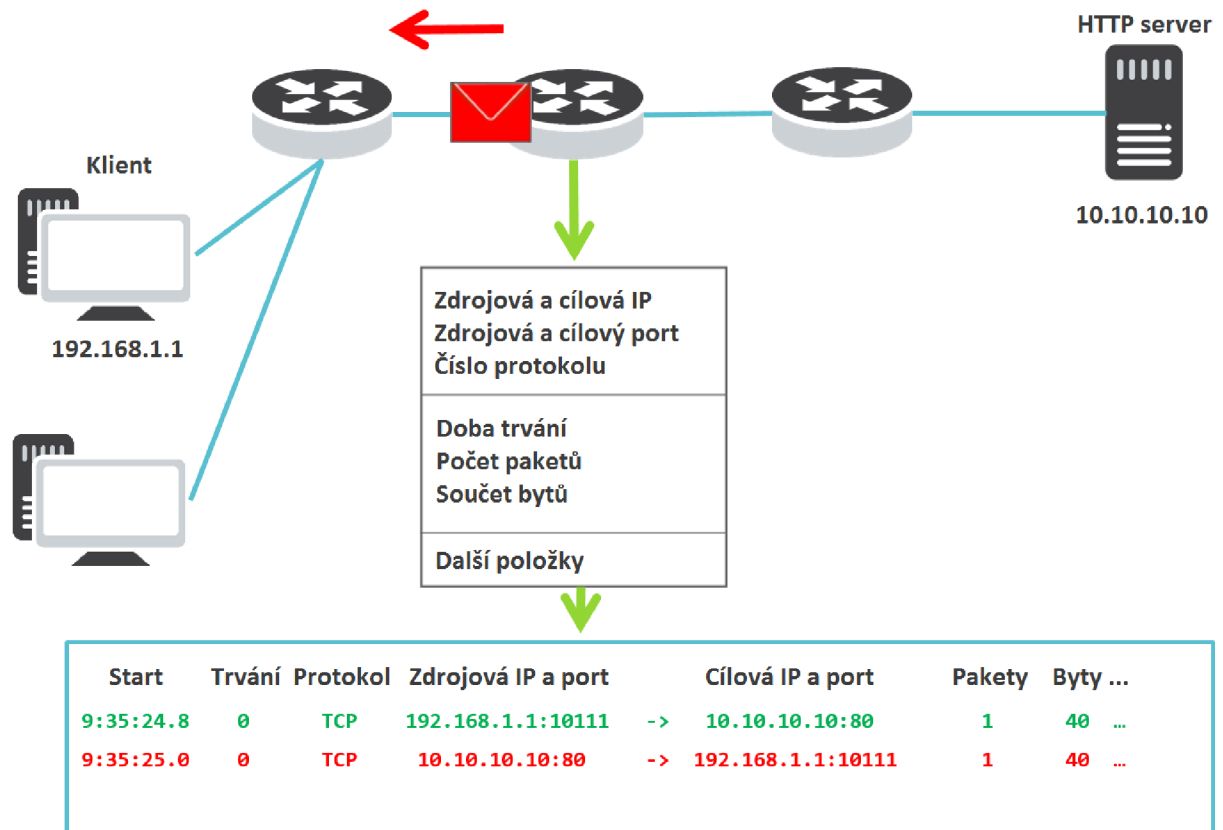 HTTP server
Klient
10.10.10.10
192.168.1.1
Zdrojová a cílová IP
Zdrojová a cílový port
Číslo protokolu
Doba trvání
Počet paketů
Součet bytů
Další položky
Start Trvání Protokol Zdrojová IP a port Cílová IP a port Pakety Byty ...
9:35:24.8 0 TCP 192.168.1.1:10111 -> 10.10.10.10:80 1 40 …
9:35:25.0 0 TCP 10.10.10.10:80 -> 192.168.1.1:10111 1 40 …